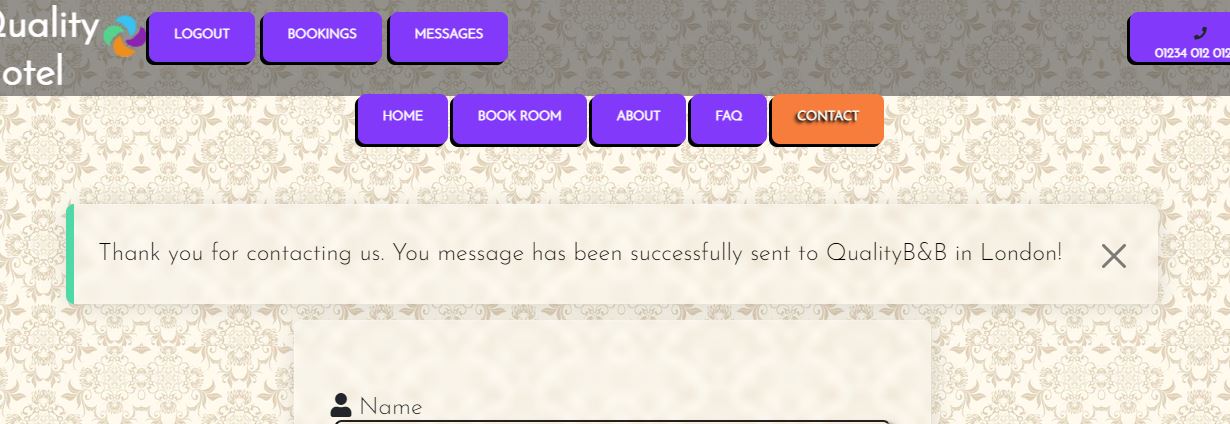 Quality
otel
LOGOUT
BOOKINGS
MESSAGES
01234 012 012
HOME
BOOK ROOM
ABOUT
FAQ
CONTACT
Thank you for contacting us. You message has been successfully sent to QualityB&B in London!
Name